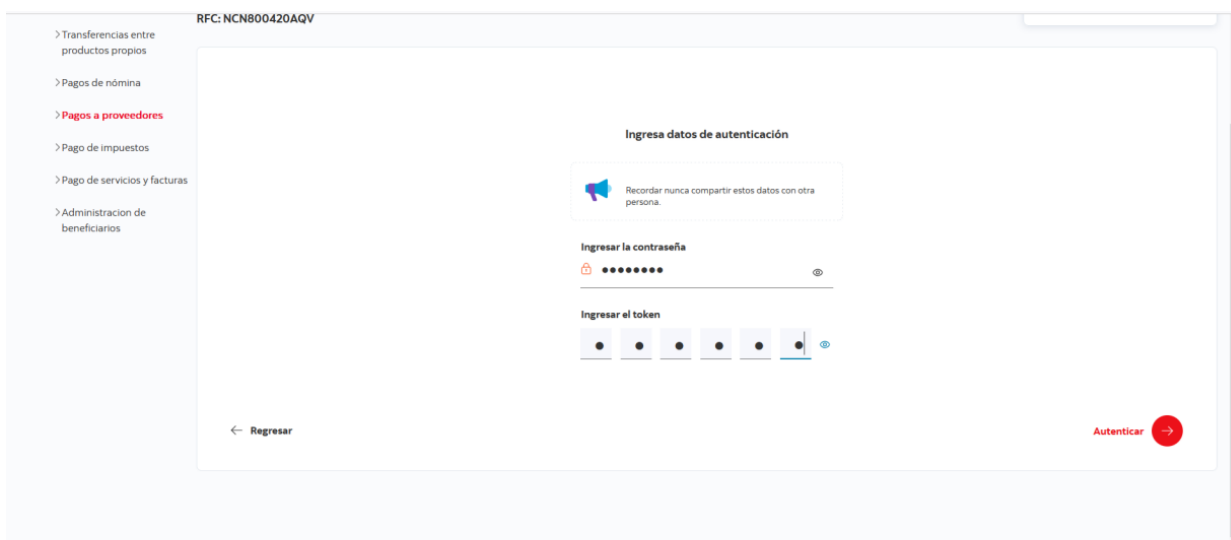 RFC: NCN800420AQV
Transferencias entre
productos propios
Pagos de nómina
Pagos a proveedores
Pago de impuestos
Pago de servicios y facturas
Administracion de
beneficiarios
Ingresa datos de autenticación
Recordar nunca compartir estos datos con otra
persona.
Ingresar la contraseña
Ingresar el token
Regresar
Autenticar